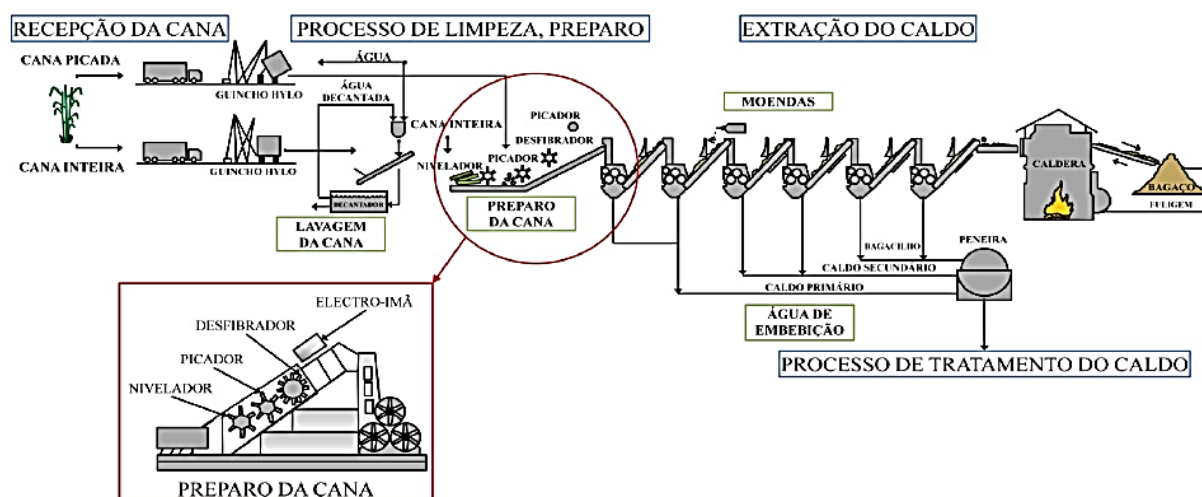 RECEPÇÃO DA CANA
PROCESSO DE LIMPEZA, PREPARO
EXTRAÇÃO DO CALDO
CANA PICADA
GUINCHO HYLO
CANA INTEIRA
GUINCHO HYLO
ÁGUA
ÁGUA
DECANTADA
CANA INTEIRA
DECANTADOR
LAVAGEM
DA CANA
PICADOR
DESFIBRADOR
NIVELADOR
PICADOR
PREPARO
DA CANA
MOENDAS
CALDERA
BAGAÇO
FULIGEM
BAGACILHO
PENEIRA
CALDO SECUNDÁRIO
CALDO PRIMÁRIO
ÁGUA DE
EMBEBIÇÃO
PROCESSO DE TRATAMENTO DO CALDO
ELECTRO-IMÃ
DESFIBRADOR
PICADOR
NIVELADOR
PREPARO DA CANA